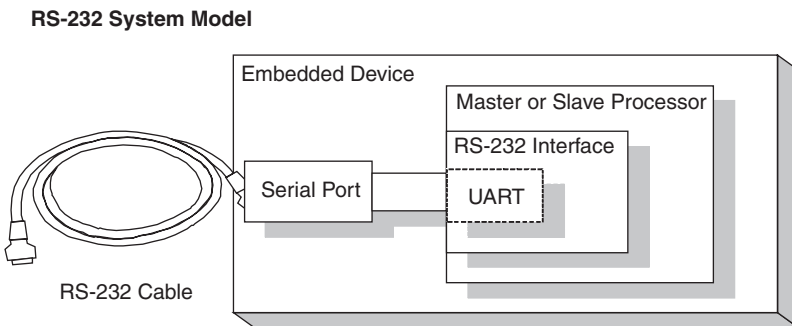 RS-232 System Model
Embedded Device
Master or Slave Processor
RS-232 Interface
Serial Port
UART
RS-232 Cable